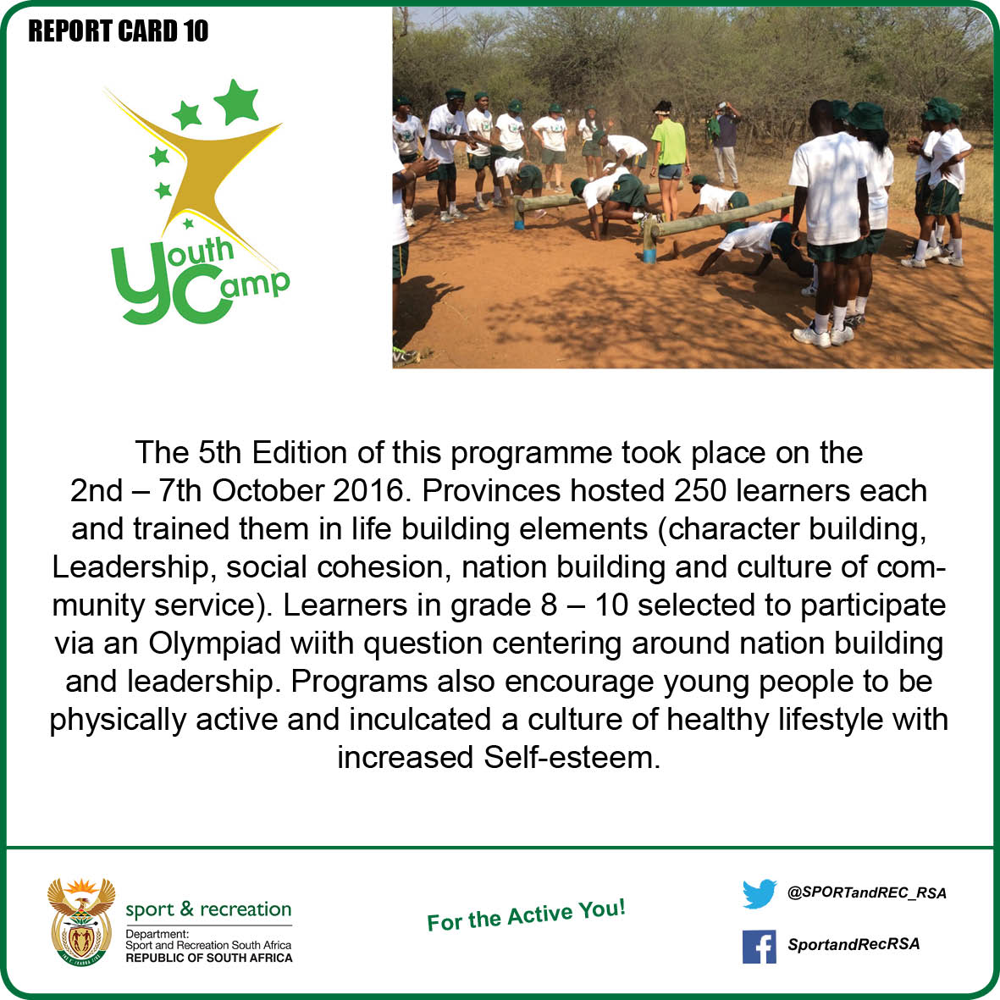 REPORT CARD 10
Youth
Camp
The 5th Edition of this programme took place on the
2nd – 7th October 2016. Provinces hosted 250 learners each
and trained them in life building elements (character building,
Leadership, social cohesion, nation building and culture of com-
munity service). Learners in grade 8 – 10 selected to participate
via an Olympiad wiith question centering around nation building
and leadership. Programs also encourage young people to be
physically active and inculcated a culture of healthy lifestyle with
increased Self-esteem.
sport & recreation
Department:
Sport and Recreation South Africa
REPUBLIC OF SOUTH AFRICA
For the Active You!
@SPORTandREC_RSA
SportandRecRSA